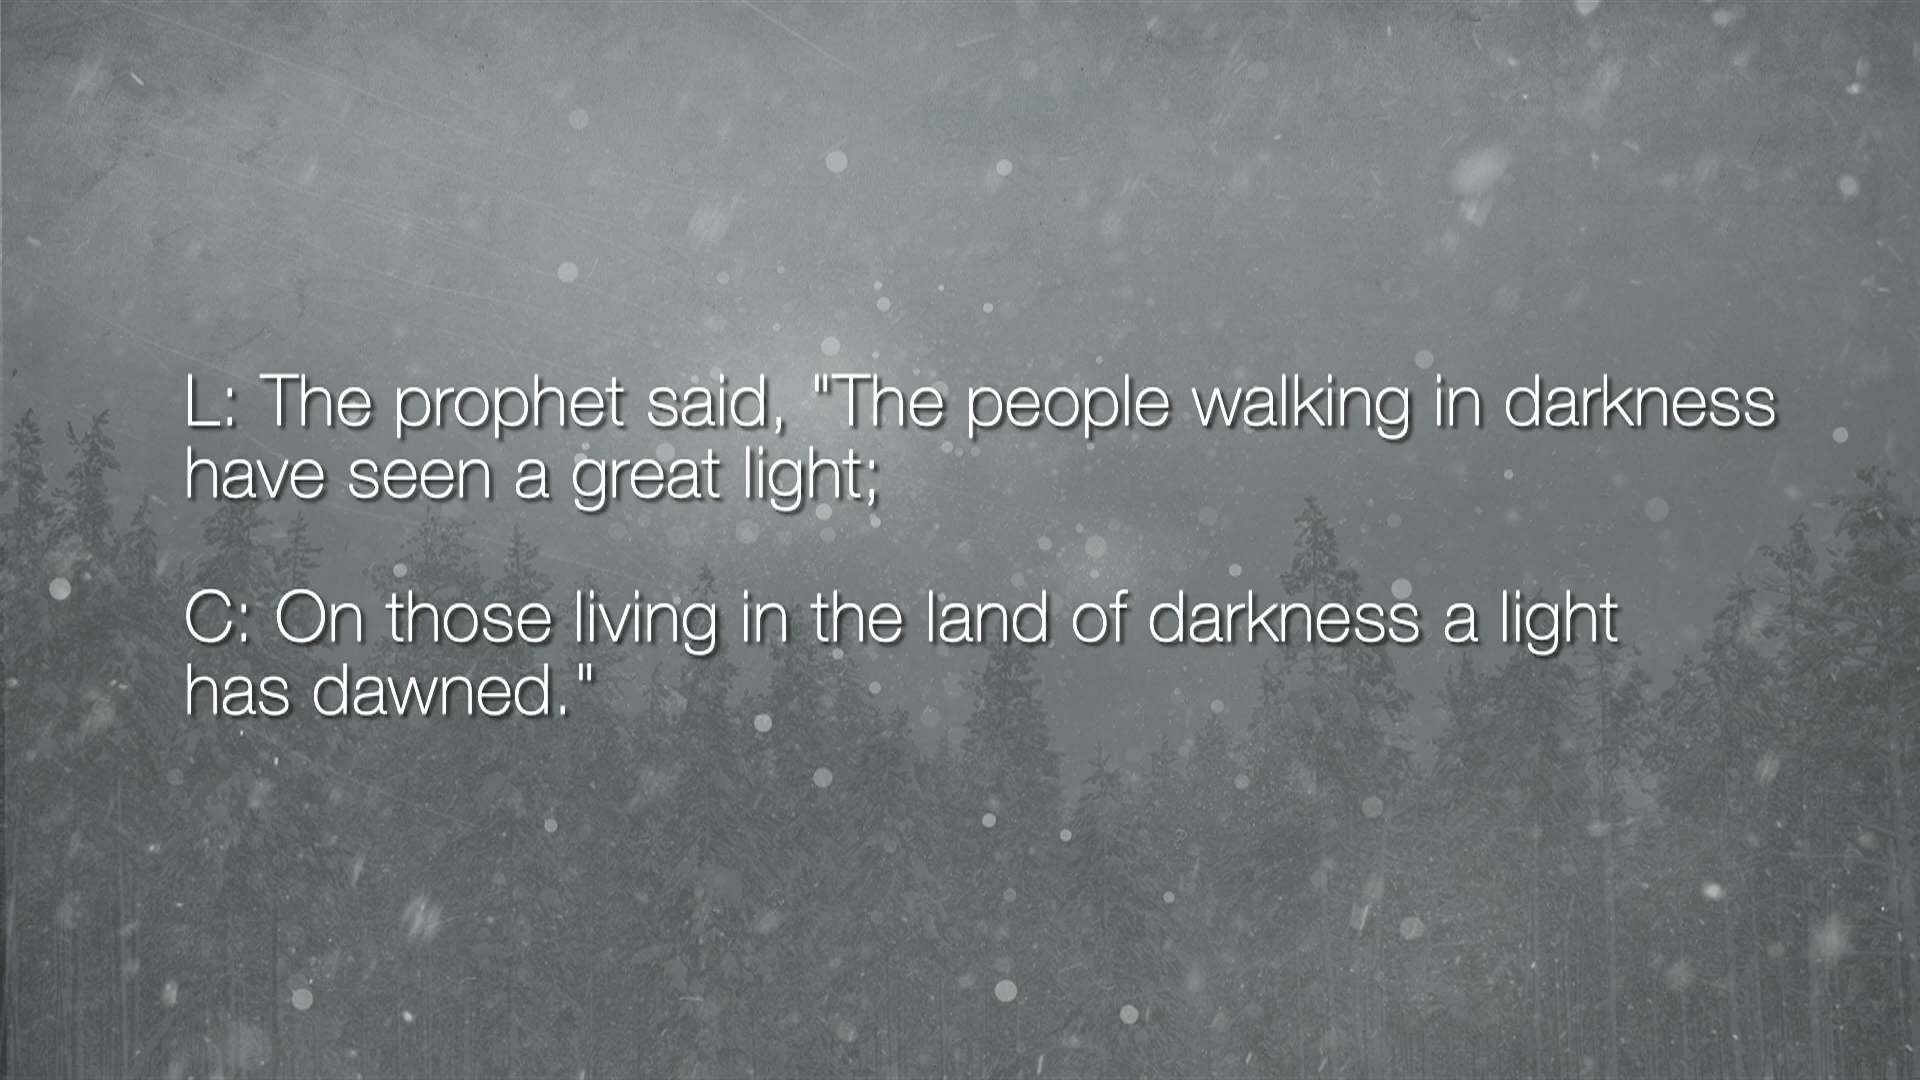 L: The prophet said, "The people walking in darkness
have seen a great light;
C: On those living in the land of darkness a light
has dawned."